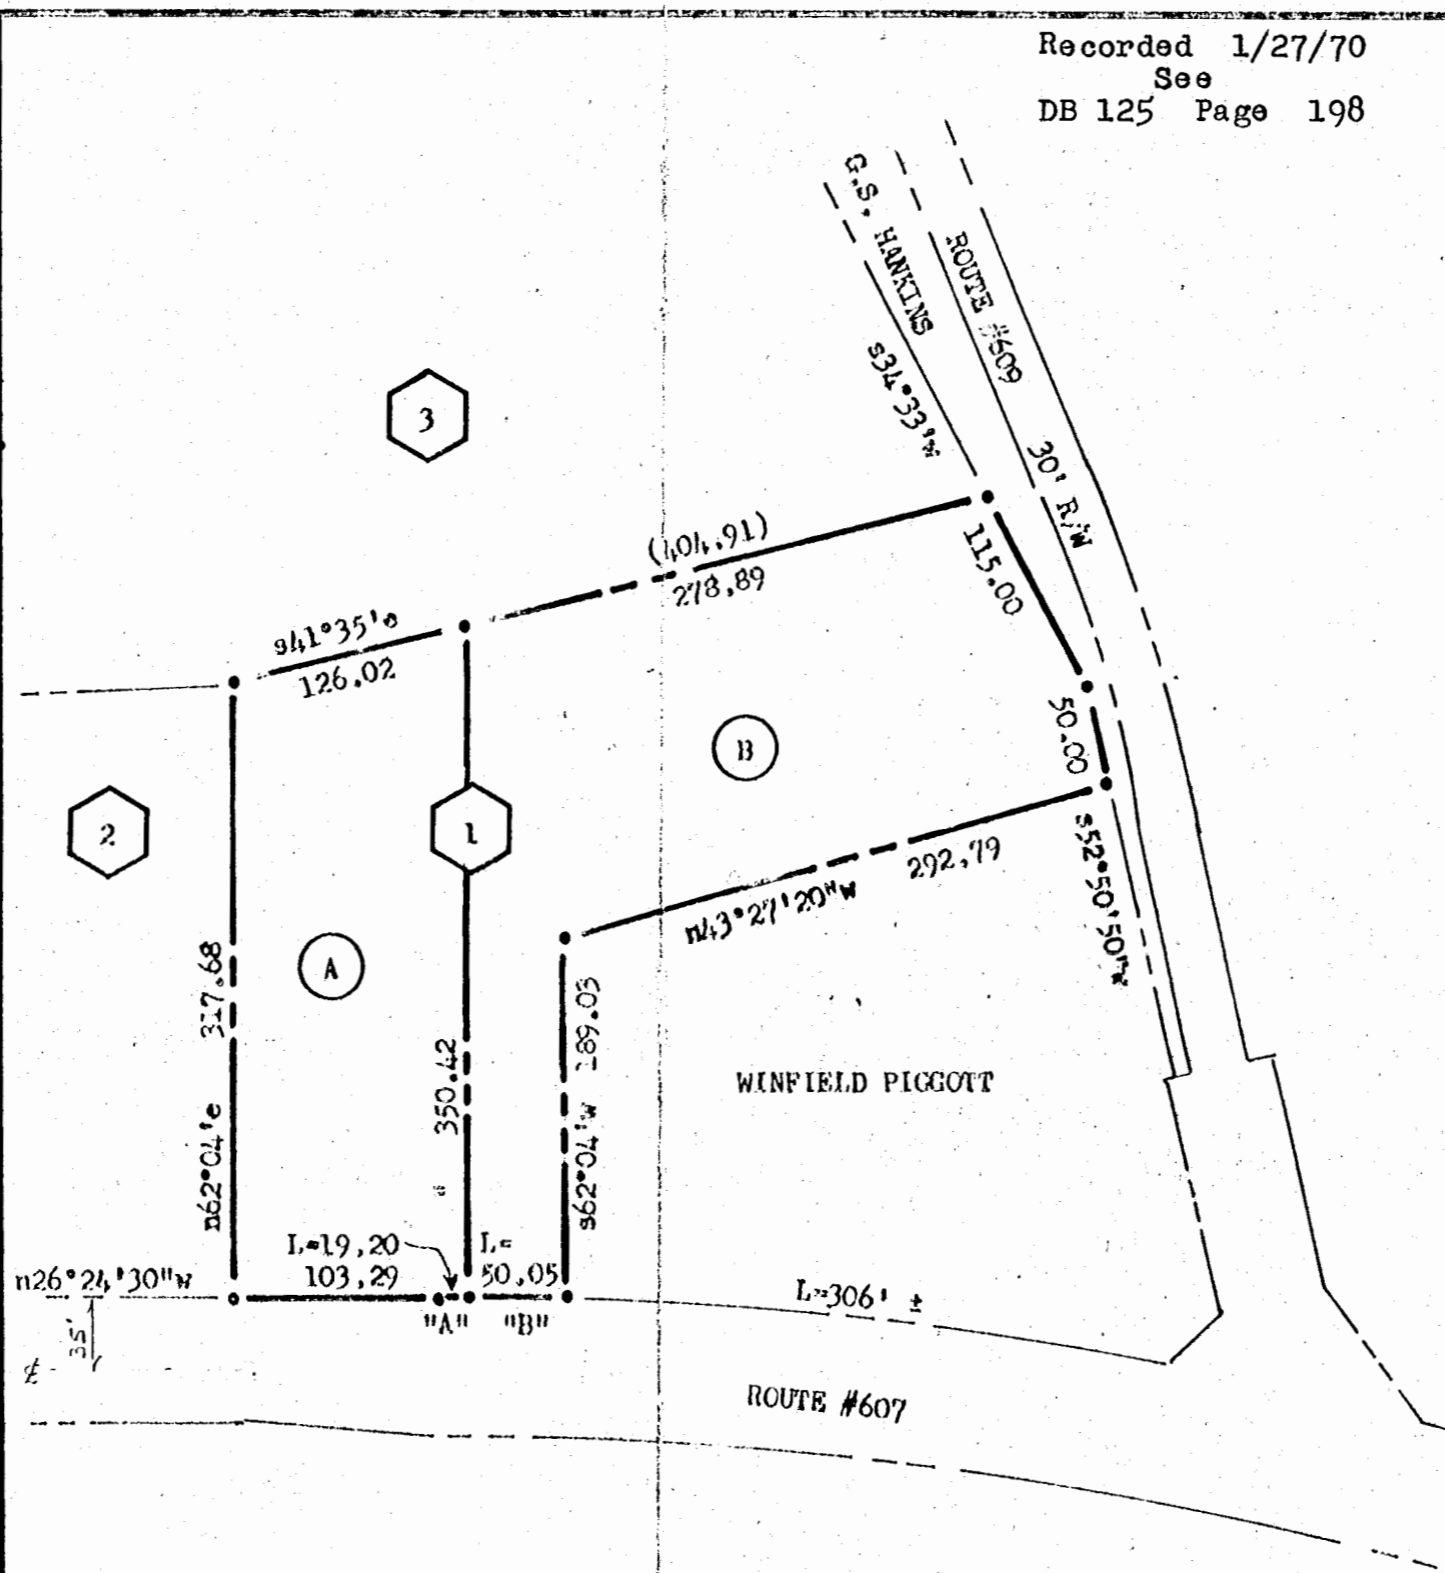 Recorded 1/27/70
See
DB 125 Page 198
G.S. HANKINS
ROUTE #609
30' R/W
s34°33'w
3
(404.91)
278.89
115.00
s41°35'e
126.02
50.00
B
2
1
292.79
n43°27'20"w
s52°50'50"w
A
317.68
n62°04'e
350.42
189.03
s62°04'w
WINFIELD PIGGOTT
L=19.20
103.29
L=
50.05
n26°24'30"w
35'
"A"
"B"
L=306' ±
ROUTE #607